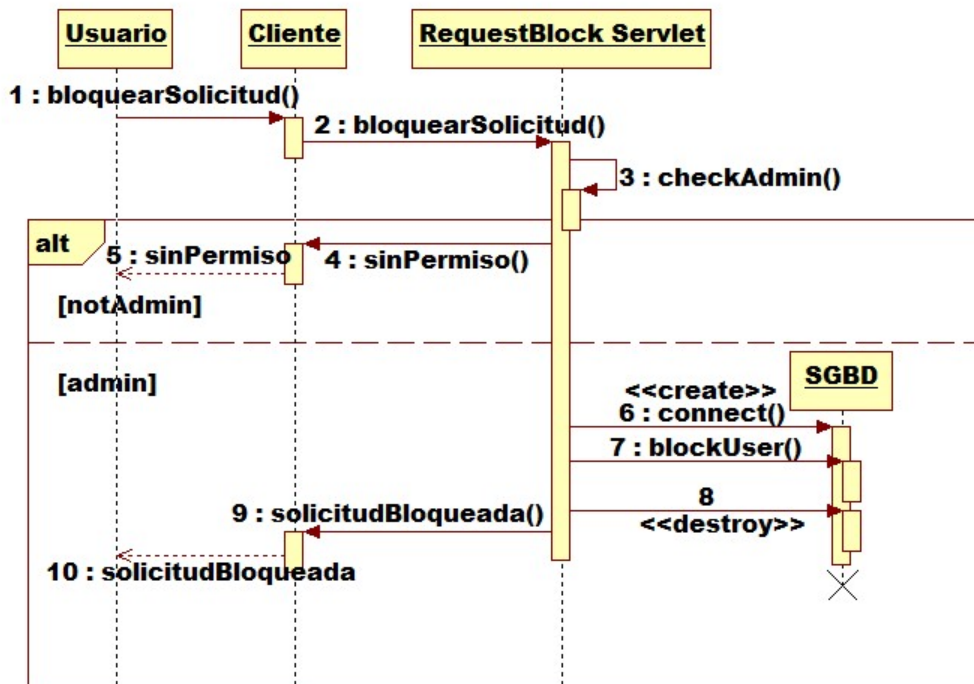 Usuario
Cliente
RequestBlock Servlet
1 : bloquearSolicitud()
2 : bloquearSolicitud()
3 : checkAdmin()
alt
5 : sinPermiso
4 : sinPermiso()
[notAdmin]
[admin]
SGBD
<<create>>
6 : connect()
7 : blockUser()
8
<<destroy>>
9 : solicitudBloqueada()
10 : solicitudBloqueada